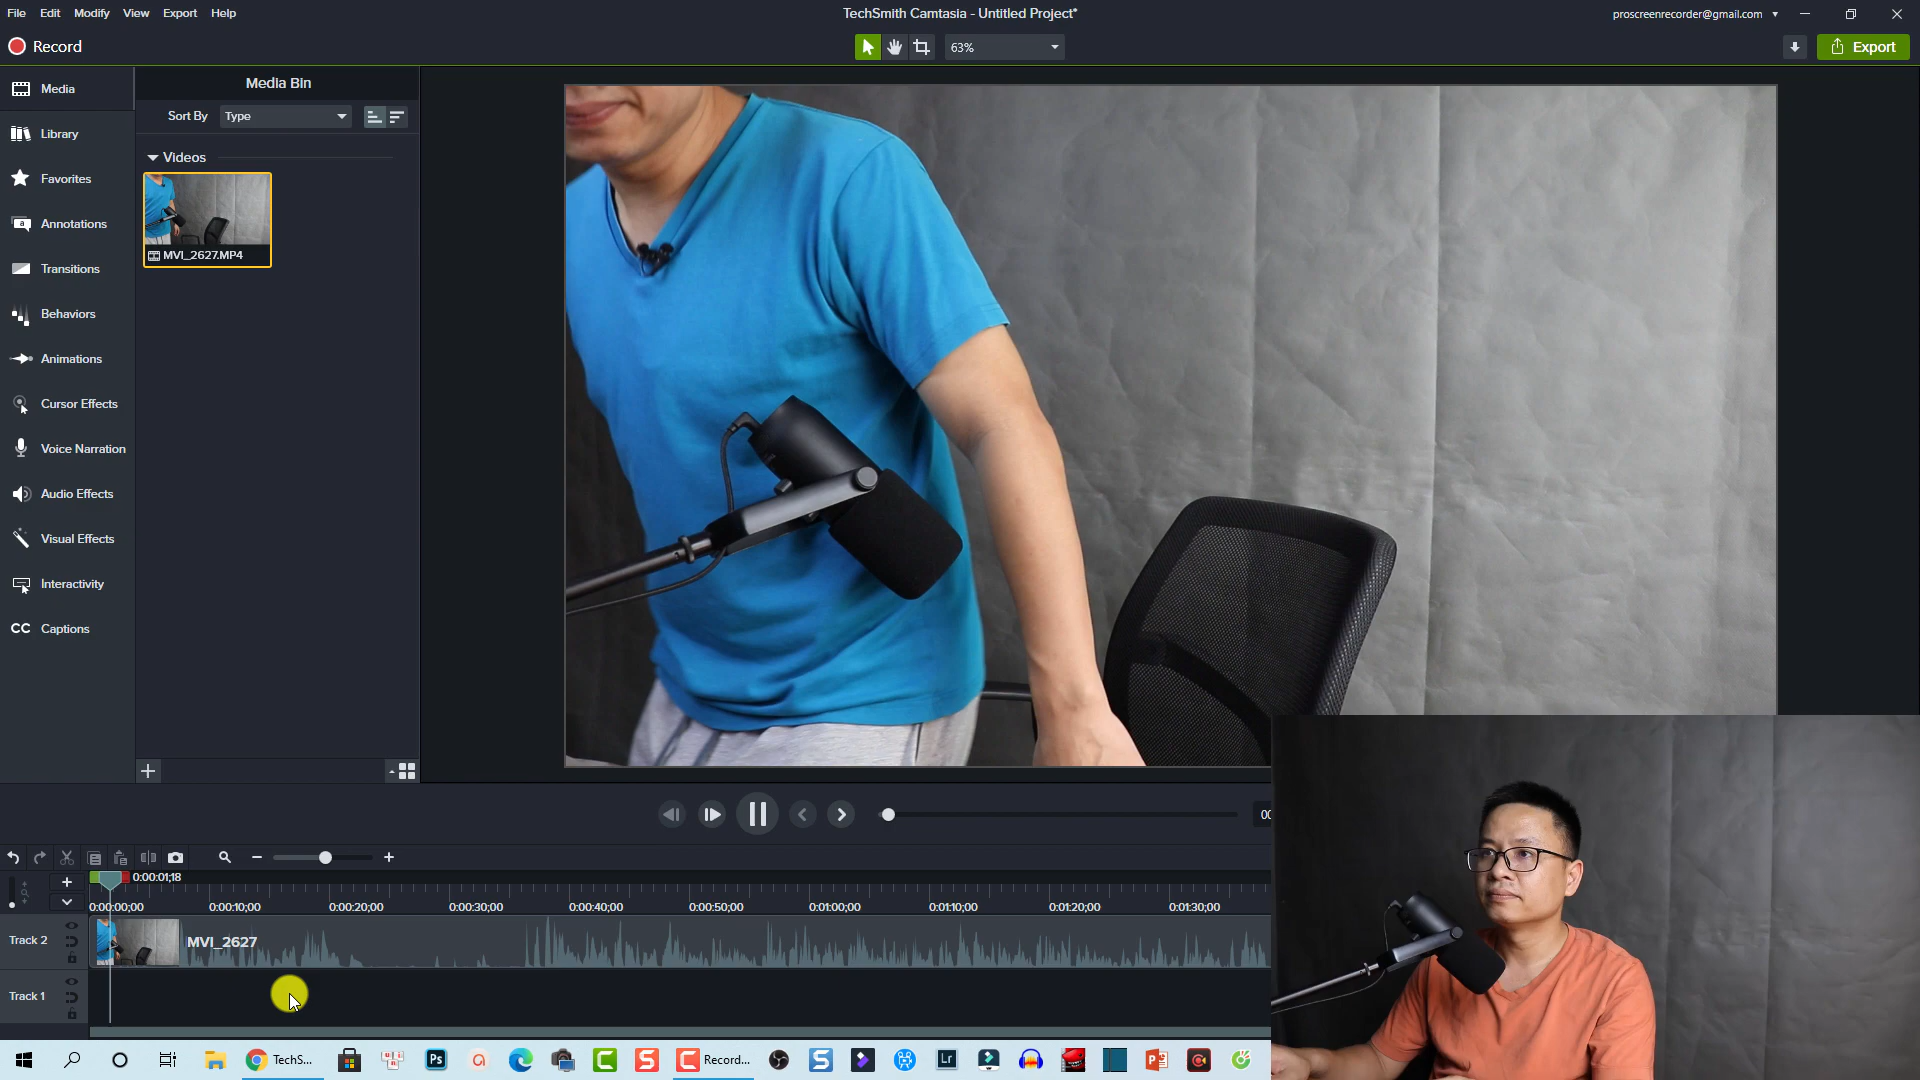 File Edit Modify View Export Help
TechSmith Camtasia - Untitled Project*
proscreenrecorder@gmail.com
Record
63%
Export
Media
Library
Favorites
Annotations
Transitions
Behaviors
Animations
Cursor Effects
Voice Narration
Audio Effects
Visual Effects
Interactivity
CC Captions
Media Bin
Sort By Type
Videos
MVI_2627.MP4
00
0:00:01;18
0:00:00;00 0:00:10;00 0:00:20;00 0:00:30;00 0:00:40;00 0:00:50;00 0:01:00;00 0:01:10;00 0:01:20;00 0:01:30;00
Track 2
MVI_2627
Track 1
TechS...
Ps
Record...
Lr